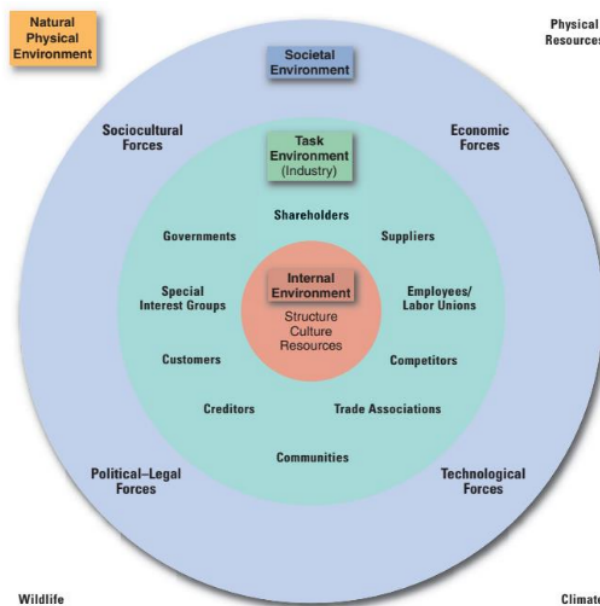 Natural
Physical
Environment
Physical
Resources
Societal
Environment
Sociocultural
Forces
Economic
Forces
Task
Environment
(Industry)
Shareholders
Governments
Suppliers
Internal
Environment
Structure
Culture
Resources
Special
Interest Groups
Employees/
Labor Unions
Customers
Competitors
Creditors
Trade Associations
Communities
Political–Legal
Forces
Technological
Forces
Wildlife
Climate